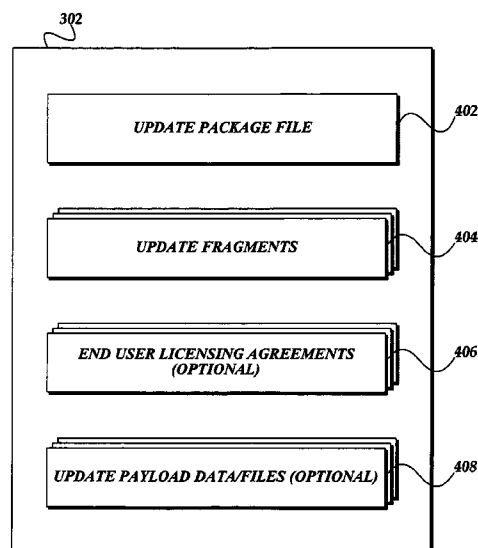 302
UPDATE PACKAGE FILE
402
UPDATE FRAGMENTS
404
END USER LICENSING AGREEMENTS
(OPTIONAL)
406
UPDATE PAYLOAD DATA/FILES (OPTIONAL)
408